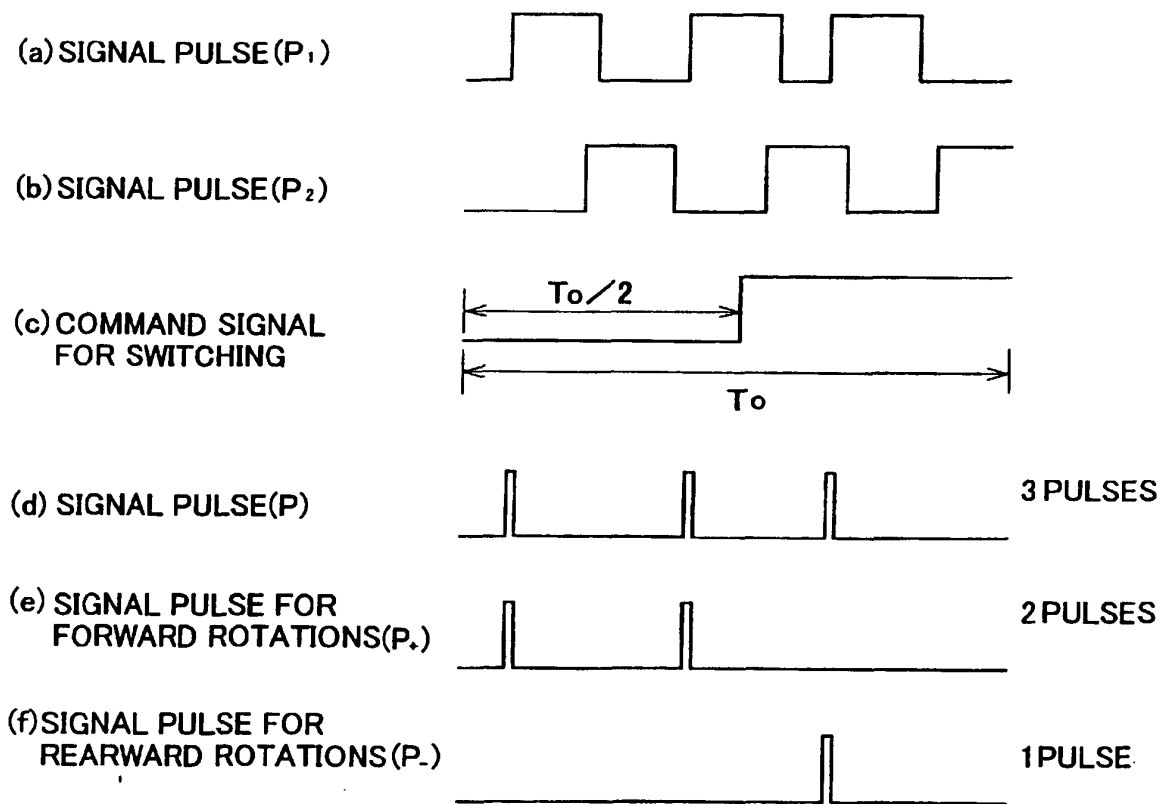 (a) SIGNAL PULSE(P₁)
(b) SIGNAL PULSE(P₂)
(c) COMMAND SIGNAL
FOR SWITCHING
To/2
To
(d) SIGNAL PULSE(P)
3 PULSES
(e) SIGNAL PULSE FOR
FORWARD ROTATIONS(P₊)
2 PULSES
(f) SIGNAL PULSE FOR
REARWARD ROTATIONS(P₋)
1 PULSE